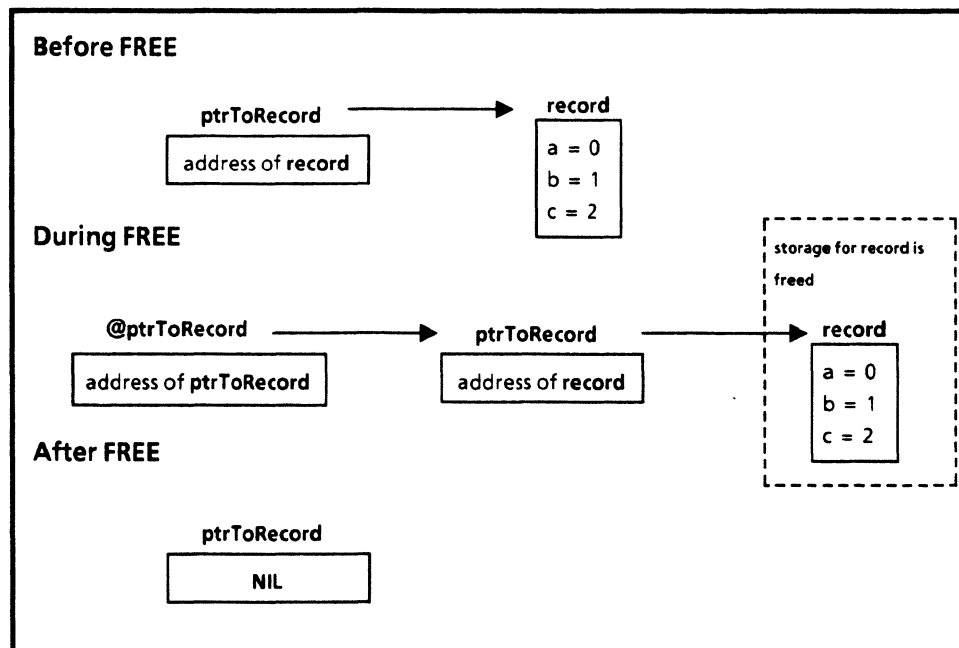 Before FREE
ptrToRecord
record
address of record
a = 0
b = 1
c = 2
During FREE
storage for record is
freed
@ptrToRecord
ptrToRecord
record
address of ptrToRecord
address of record
a = 0
b = 1
c = 2
After FREE
ptrToRecord
NIL